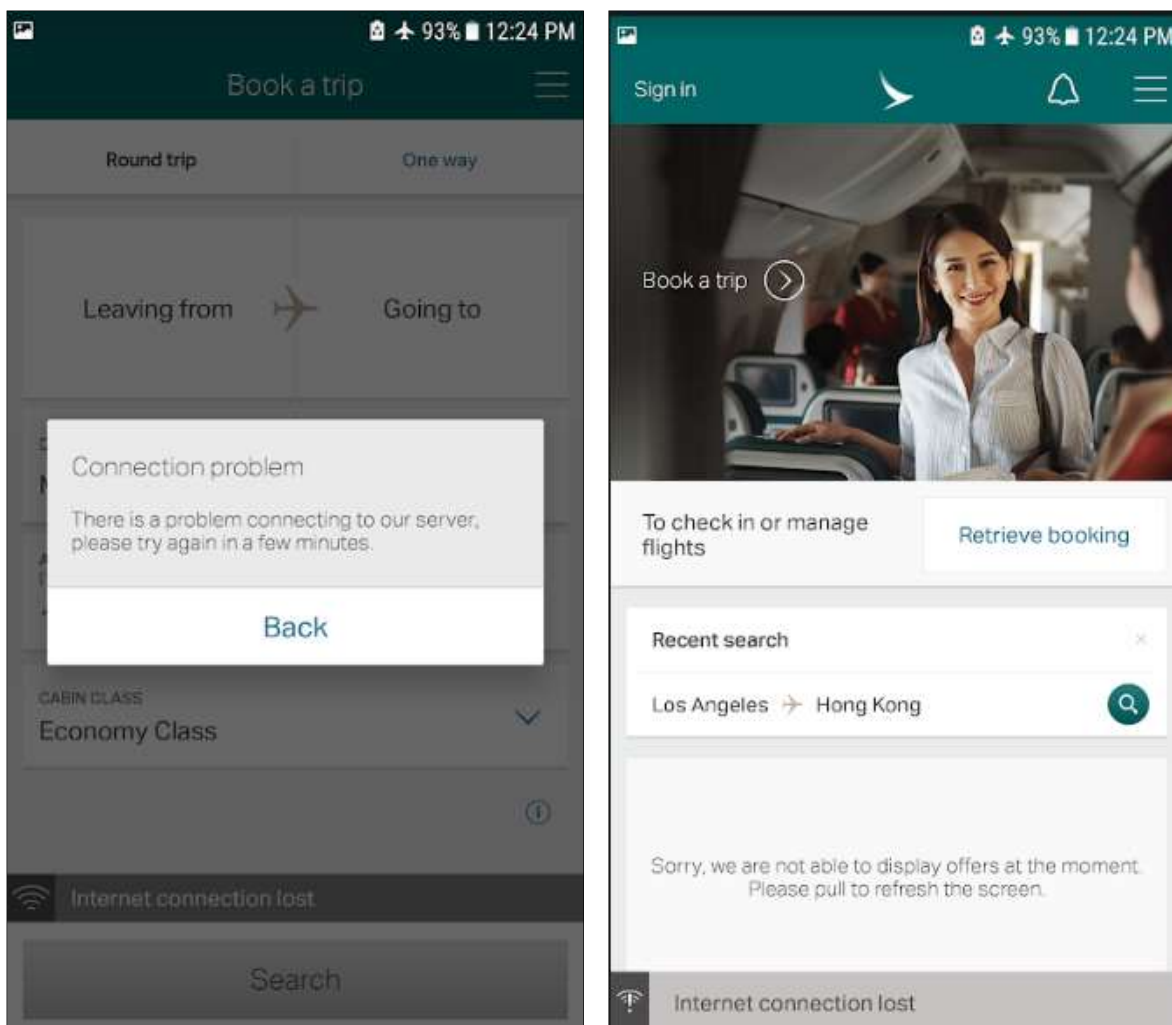 93% 12:24 PM
Book a trip
Round trip
One way
Leaving from
Going to
Connection problem
There is a problem connecting to our server,
please try again in a few minutes.
Back
CABIN CLASS
Economy Class
Internet connection lost
Search
93% 12:24 PM
Sign in
Book a trip
To check in or manage
flights
Retrieve booking
Recent search
Los Angeles Hong Kong
Sorry, we are not able to display offers at the moment.
Please pull to refresh the screen.
Internet connection lost